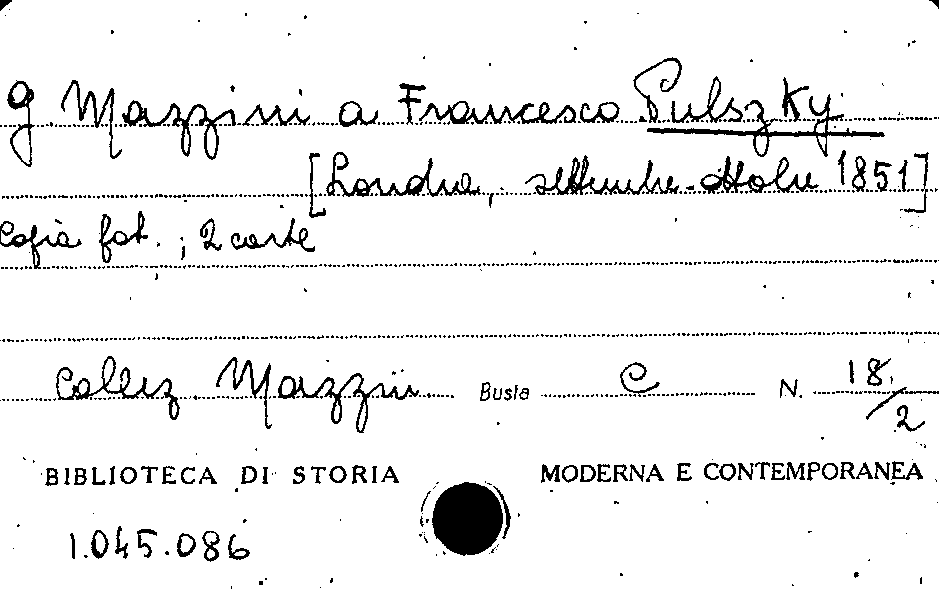 G Mazzini a Francesco Pulszky
[Londra, settembre-ottobre 1851]
Copia fot. ; 2 carte
Collez Mazzini Busta C N. 18/2
BIBLIOTECA DI STORIA MODERNA E CONTEMPORANEA
1.045.086